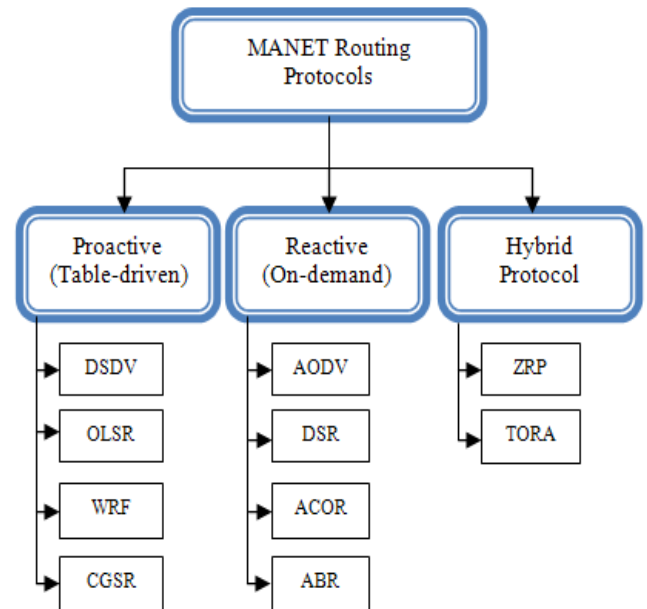 MANET Routing
Protocols
Proactive
(Table-driven)
Reactive
(On-demand)
Hybrid
Protocol
DSDV
OLSR
WRF
CGSR
AODV
DSR
ACOR
ABR
ZRP
TORA